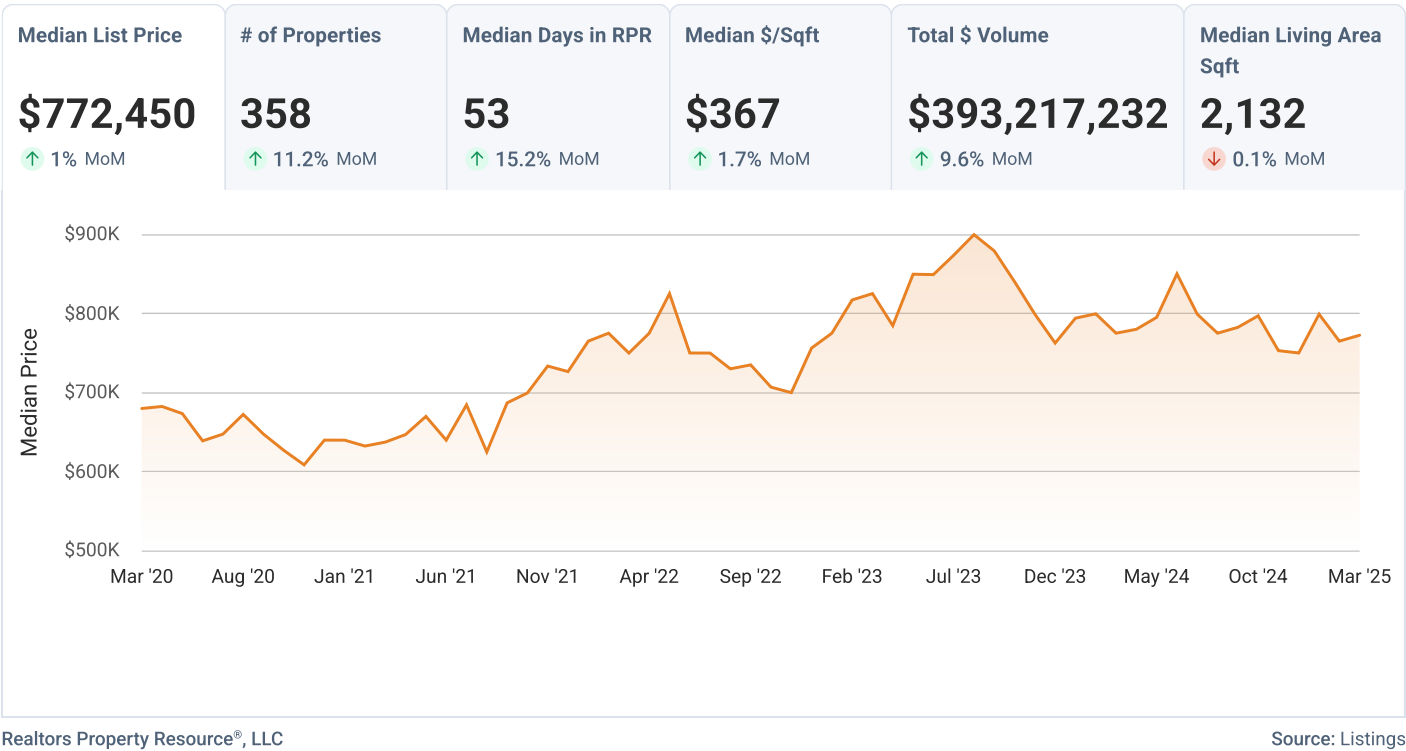 Median List Price
$772,450
1% MoM
# of Properties
358
11.2% MoM
Median Days in RPR
53
15.2% MoM
Median $/Sqft
$367
1.7% MoM
Total $ Volume
$393,217,232
9.6% MoM
Median Living Area
Sqft
2,132
0.1% MoM
Median Price
$900K
$800K
$700K
$600K
$500K
Mar '20
Aug '20
Jan '21
Jun '21
Nov '21
Apr '22
Sep '22
Feb '23
Jul '23
Dec '23
May '24
Oct '24
Mar '25
Realtors Property Resource®, LLC
Source: Listings